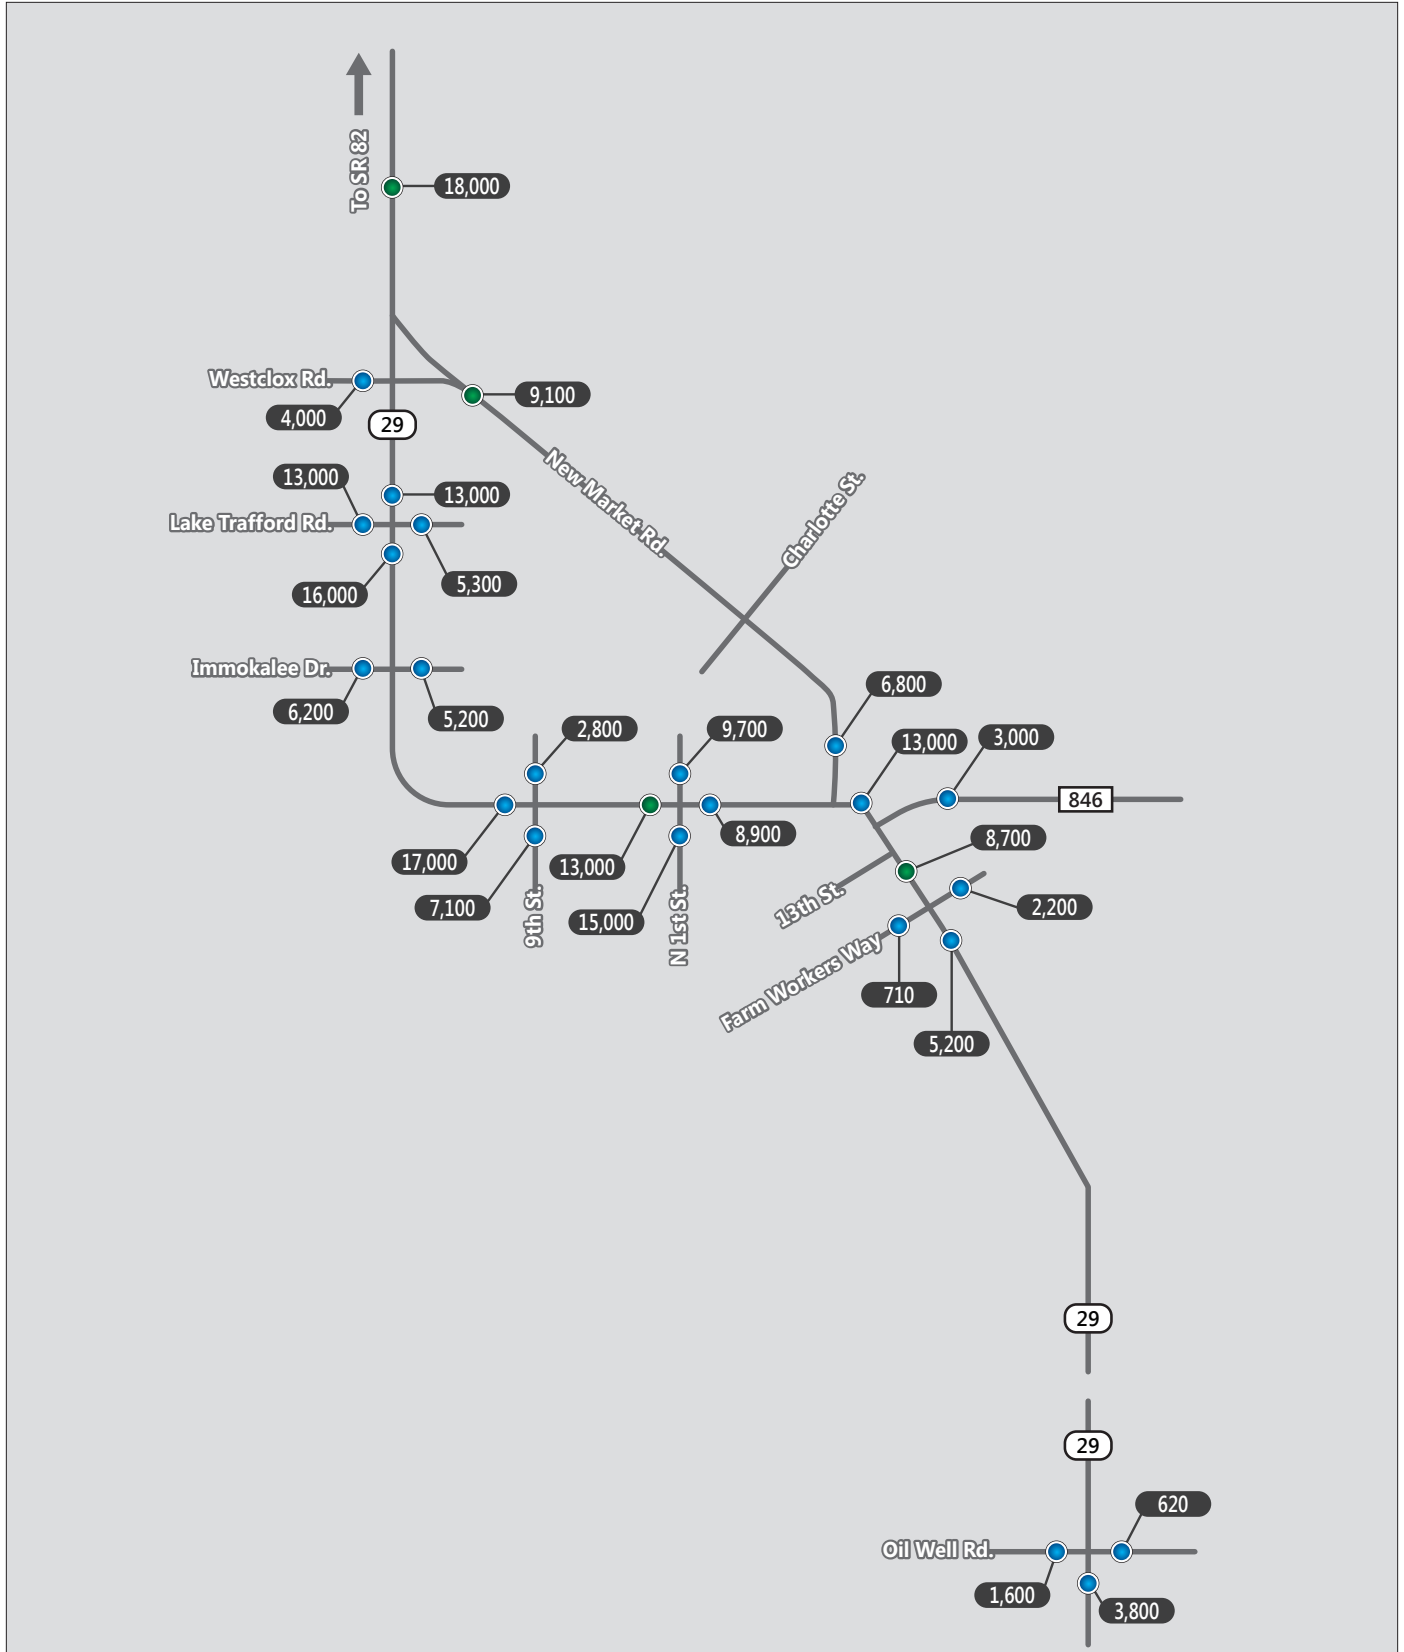 To SR 82
18,000
Westclox Rd.
9,100
4,000
29
13,000
13,000
Lake Trafford Rd.
5,300
16,000
New Market Rd.
Charlotte St.
Immokalee Dr.
6,200
5,200
6,800
2,800
9,700
13,000
3,000
846
17,000
13,000
8,900
8,700
7,100
15,000
9th St.
N 1st St.
13th St.
2,200
Farm Workers Way
710
5,200
29
29
620
Oil Well Rd.
1,600
3,800